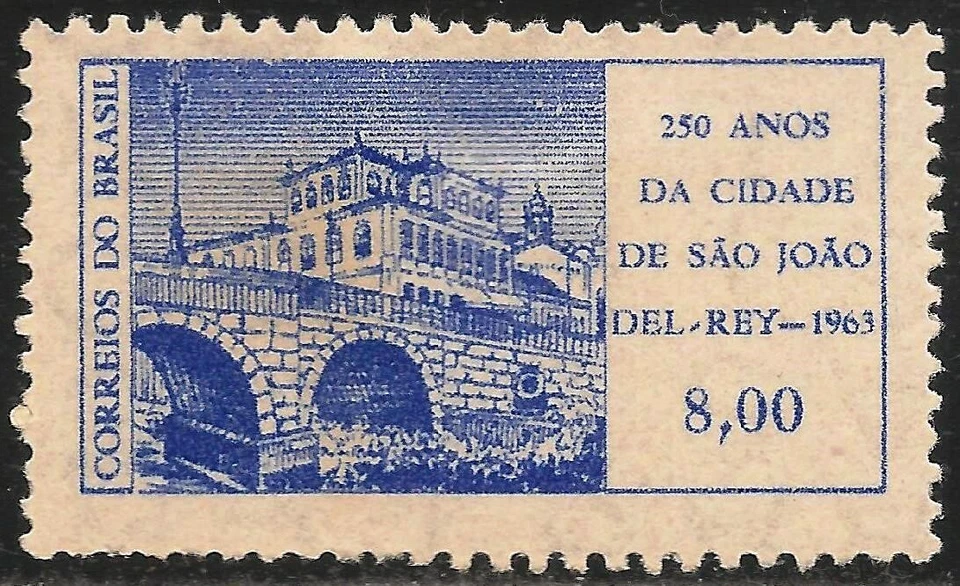 CORREIOS DO BRASIL
250 ANOS
DA CIDADE
DE SÃO JOÃO
DEL-REY—1963
8,00